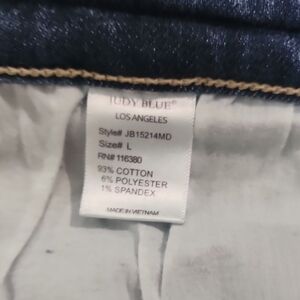 JUDY BLUE®
LOS ANGELES
Style# JB15214MD
Size# L
RN# 116380
93% COTTON
6% POLYESTER
1% SPANDEX
MADE IN VIETNAM